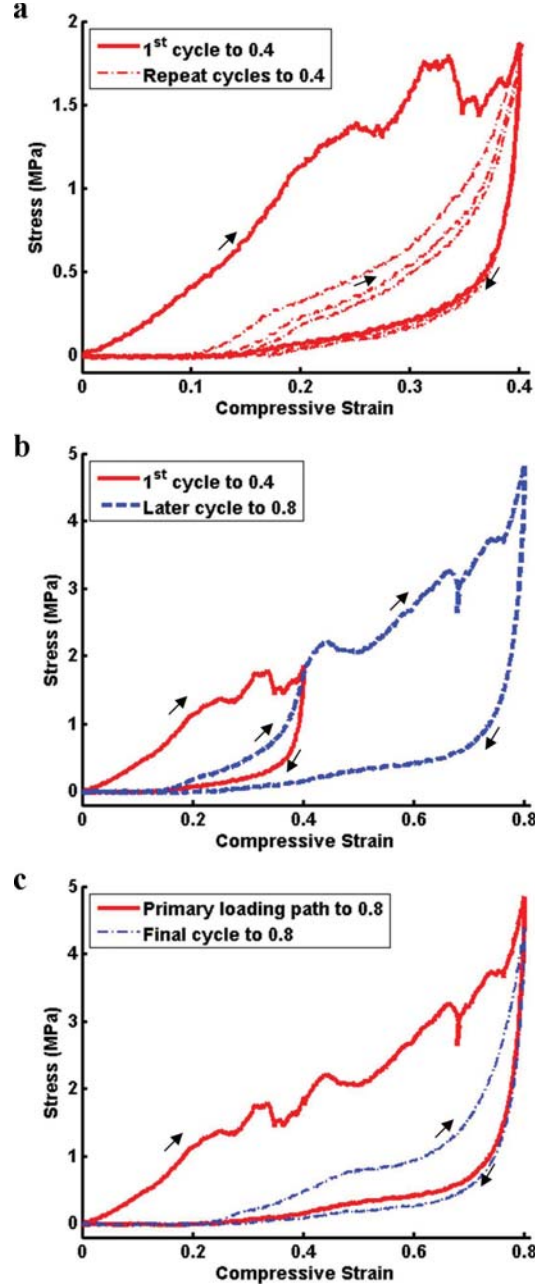 a
1st cycle to 0.4
Repeat cycles to 0.4
2
1.5
1
0.5
0
Stress (MPa)
0 0.1 0.2 0.3 0.4
Compressive Strain
b
1st cycle to 0.4
Later cycle to 0.8
5
4
3
2
1
0
Stress (MPa)
0 0.2 0.4 0.6 0.8
Compressive Strain
c
Primary loading path to 0.8
Final cycle to 0.8
5
4
3
2
1
0
Stress (MPa)
0 0.2 0.4 0.6 0.8
Compressive Strain